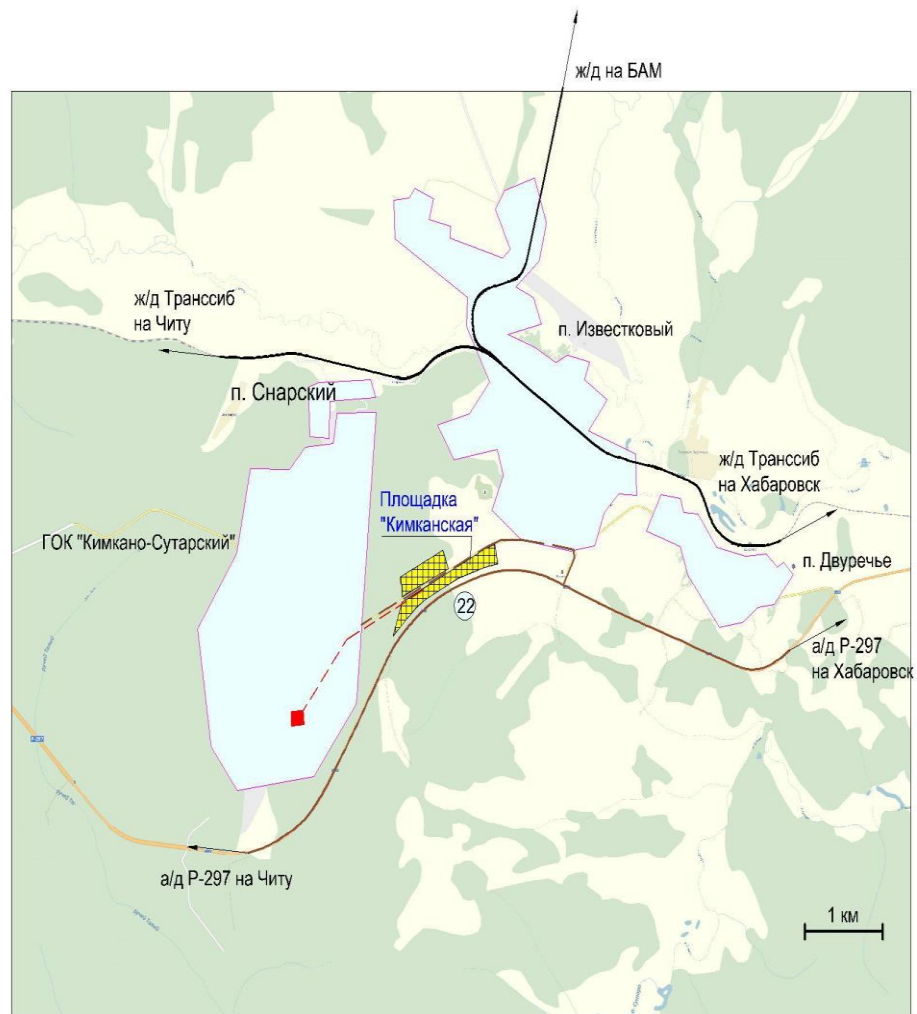 ж/д на БАМ
ж/д Транссиб
на Читу
п. Известковый
п. Снарский
ж/д Транссиб
на Хабаровск
Площадка
"Кимканская"
ГОК "Кимкано-Сутарский"
п. Двуречье
22
а/д Р-297
на Хабаровск
а/д Р-297 на Читу
1 км